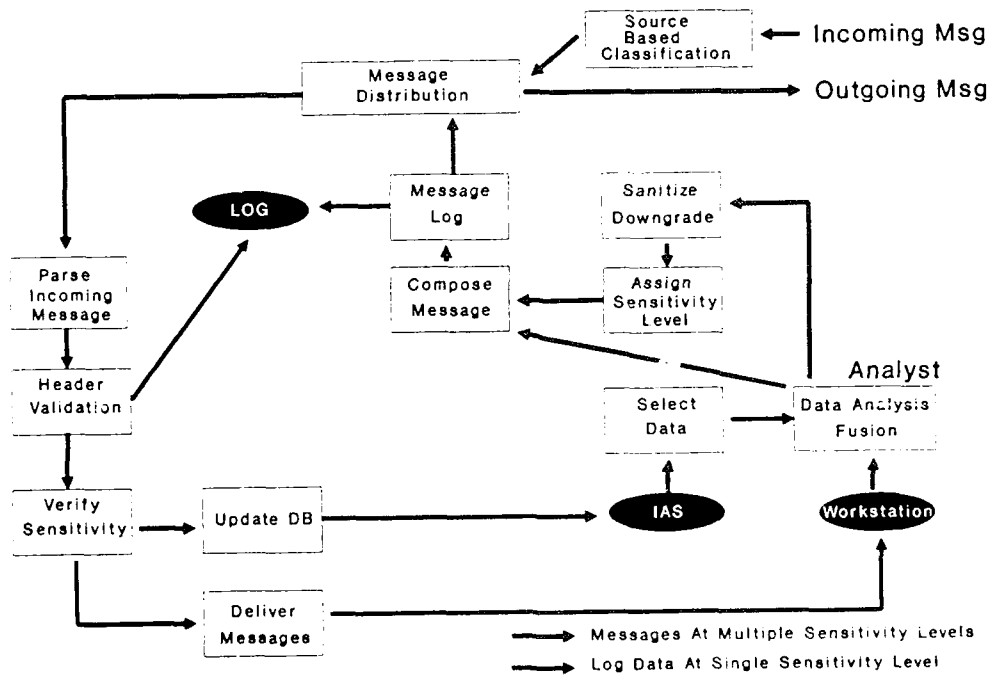 Source
Based
Classification
Incoming Msg
Message
Distribution
Outgoing Msg
LOG
Message
Log
Sanitize
Downgrade
Parse
Incoming
Message
Compose
Message
Assign
Sensitivity
Level
Header
Validation
Analyst
Select
Data
Data Analysis
Fusion
Verify
Sensitivity
Update DB
IAS
Workstation
Deliver
Messages
Messages At Multiple Sensitivity Levels
Log Data At Single Sensitivity Level